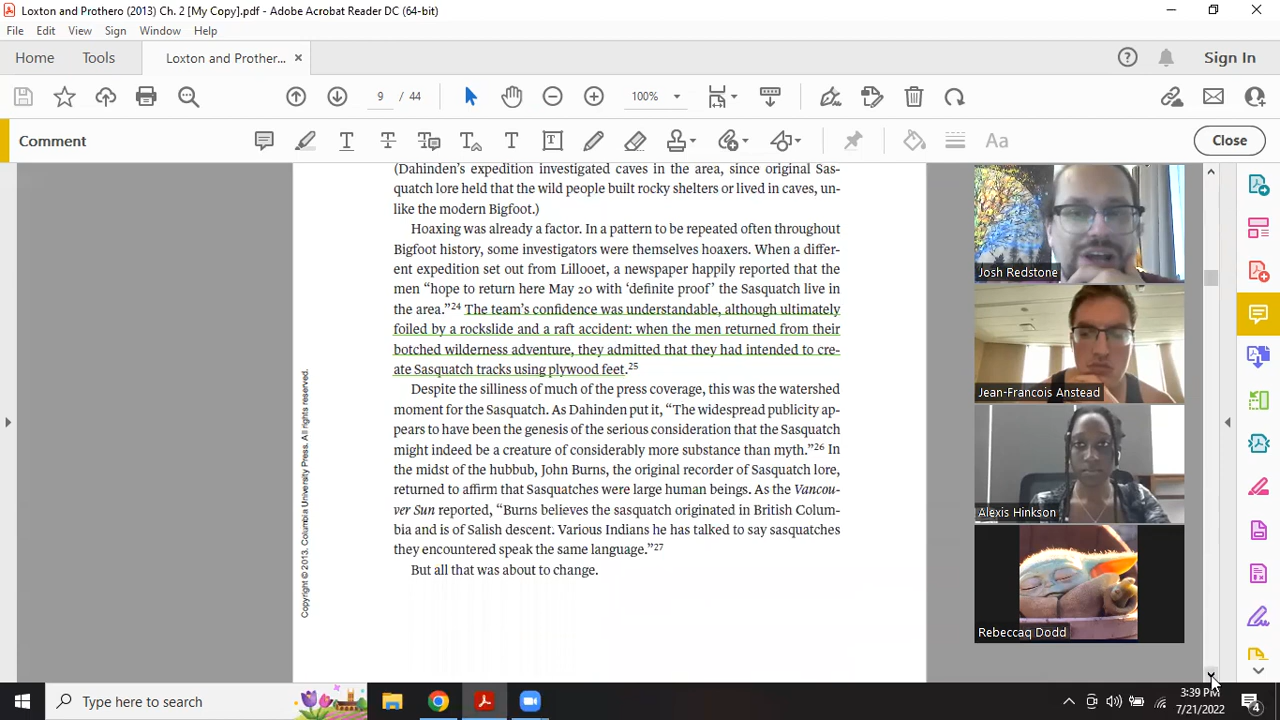 Loxton and Prothero (2013) Ch. 2 [My Copy].pdf - Adobe Acrobat Reader DC (64-bit)
File Edit View Sign Window Help
Home Tools Loxton and Prother... × Sign In
9 / 44 100%
Comment Close
(Dahinden's expedition investigated caves in the area, since original Sas-
quatch lore held that the wild people built rocky shelters or lived in caves, un-
like the modern Bigfoot.)
Hoaxing was already a factor. In a pattern to be repeated often throughout
Bigfoot history, some investigators were themselves hoaxers. When a differ-
ent expedition set out from Lillooet, a newspaper happily reported that the
men “hope to return here May 20 with ‘definite proof’ the Sasquatch live in
the area.”24 The team's confidence was understandable, although ultimately
foiled by a rockslide and a raft accident: when the men returned from their
botched wilderness adventure, they admitted that they had intended to cre-
ate Sasquatch tracks using plywood feet.25
Despite the silliness of much of the press coverage, this was the watershed
moment for the Sasquatch. As Dahinden put it, “The widespread publicity ap-
pears to have been the genesis of the serious consideration that the Sasquatch
might indeed be a creature of considerably more substance than myth.”26 In
the midst of the hubbub, John Burns, the original recorder of Sasquatch lore,
returned to affirm that Sasquatches were large human beings. As the Vancou-
ver Sun reported, “Burns believes the sasquatch originated in British Colum-
bia and is of Salish descent. Various Indians he has talked to say sasquatches
they encountered speak the same language.”27
But all that was about to change.
Copyright © 2013. Columbia University Press. All rights reserved.
Josh Redstone
Jean-Francois Anstead
Alexis Hinkson
Rebeccaq Dodd
Type here to search
3:39 PM
7/21/2022
4